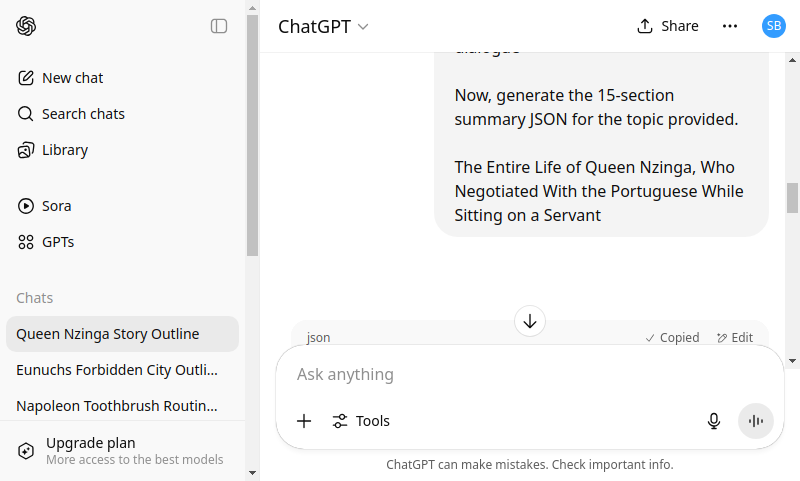 ChatGPT
Share
SB
New chat
Search chats
Library
Sora
GPTs
Chats
Queen Nzinga Story Outline
Eunuchs Forbidden City Outli...
Napoleon Toothbrush Routin...
Upgrade plan
More access to the best models
Now, generate the 15-section
summary JSON for the topic provided.
The Entire Life of Queen Nzinga, Who
Negotiated With the Portuguese While
Sitting on a Servant
json
Copied
Edit
Ask anything
Tools
ChatGPT can make mistakes. Check important info.